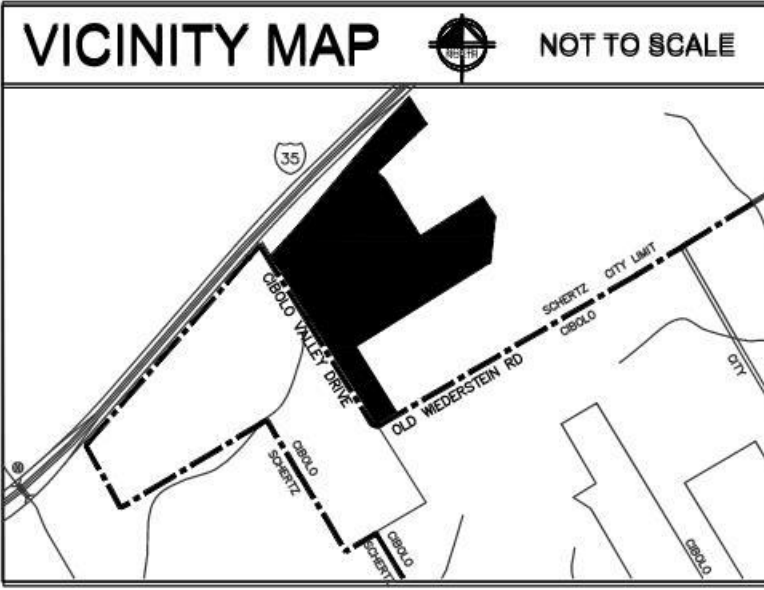 VICINITY MAP
NOT TO SCALE
35
CIBOLO VALLEY DRIVE
SCHERTZ CITY LIMIT
CIBOLO
OLD WIEDERSTEIN RD
CITY
CIBOLO
SCHERTZ
CIBOLO
SCHERTZ
CIBOLO